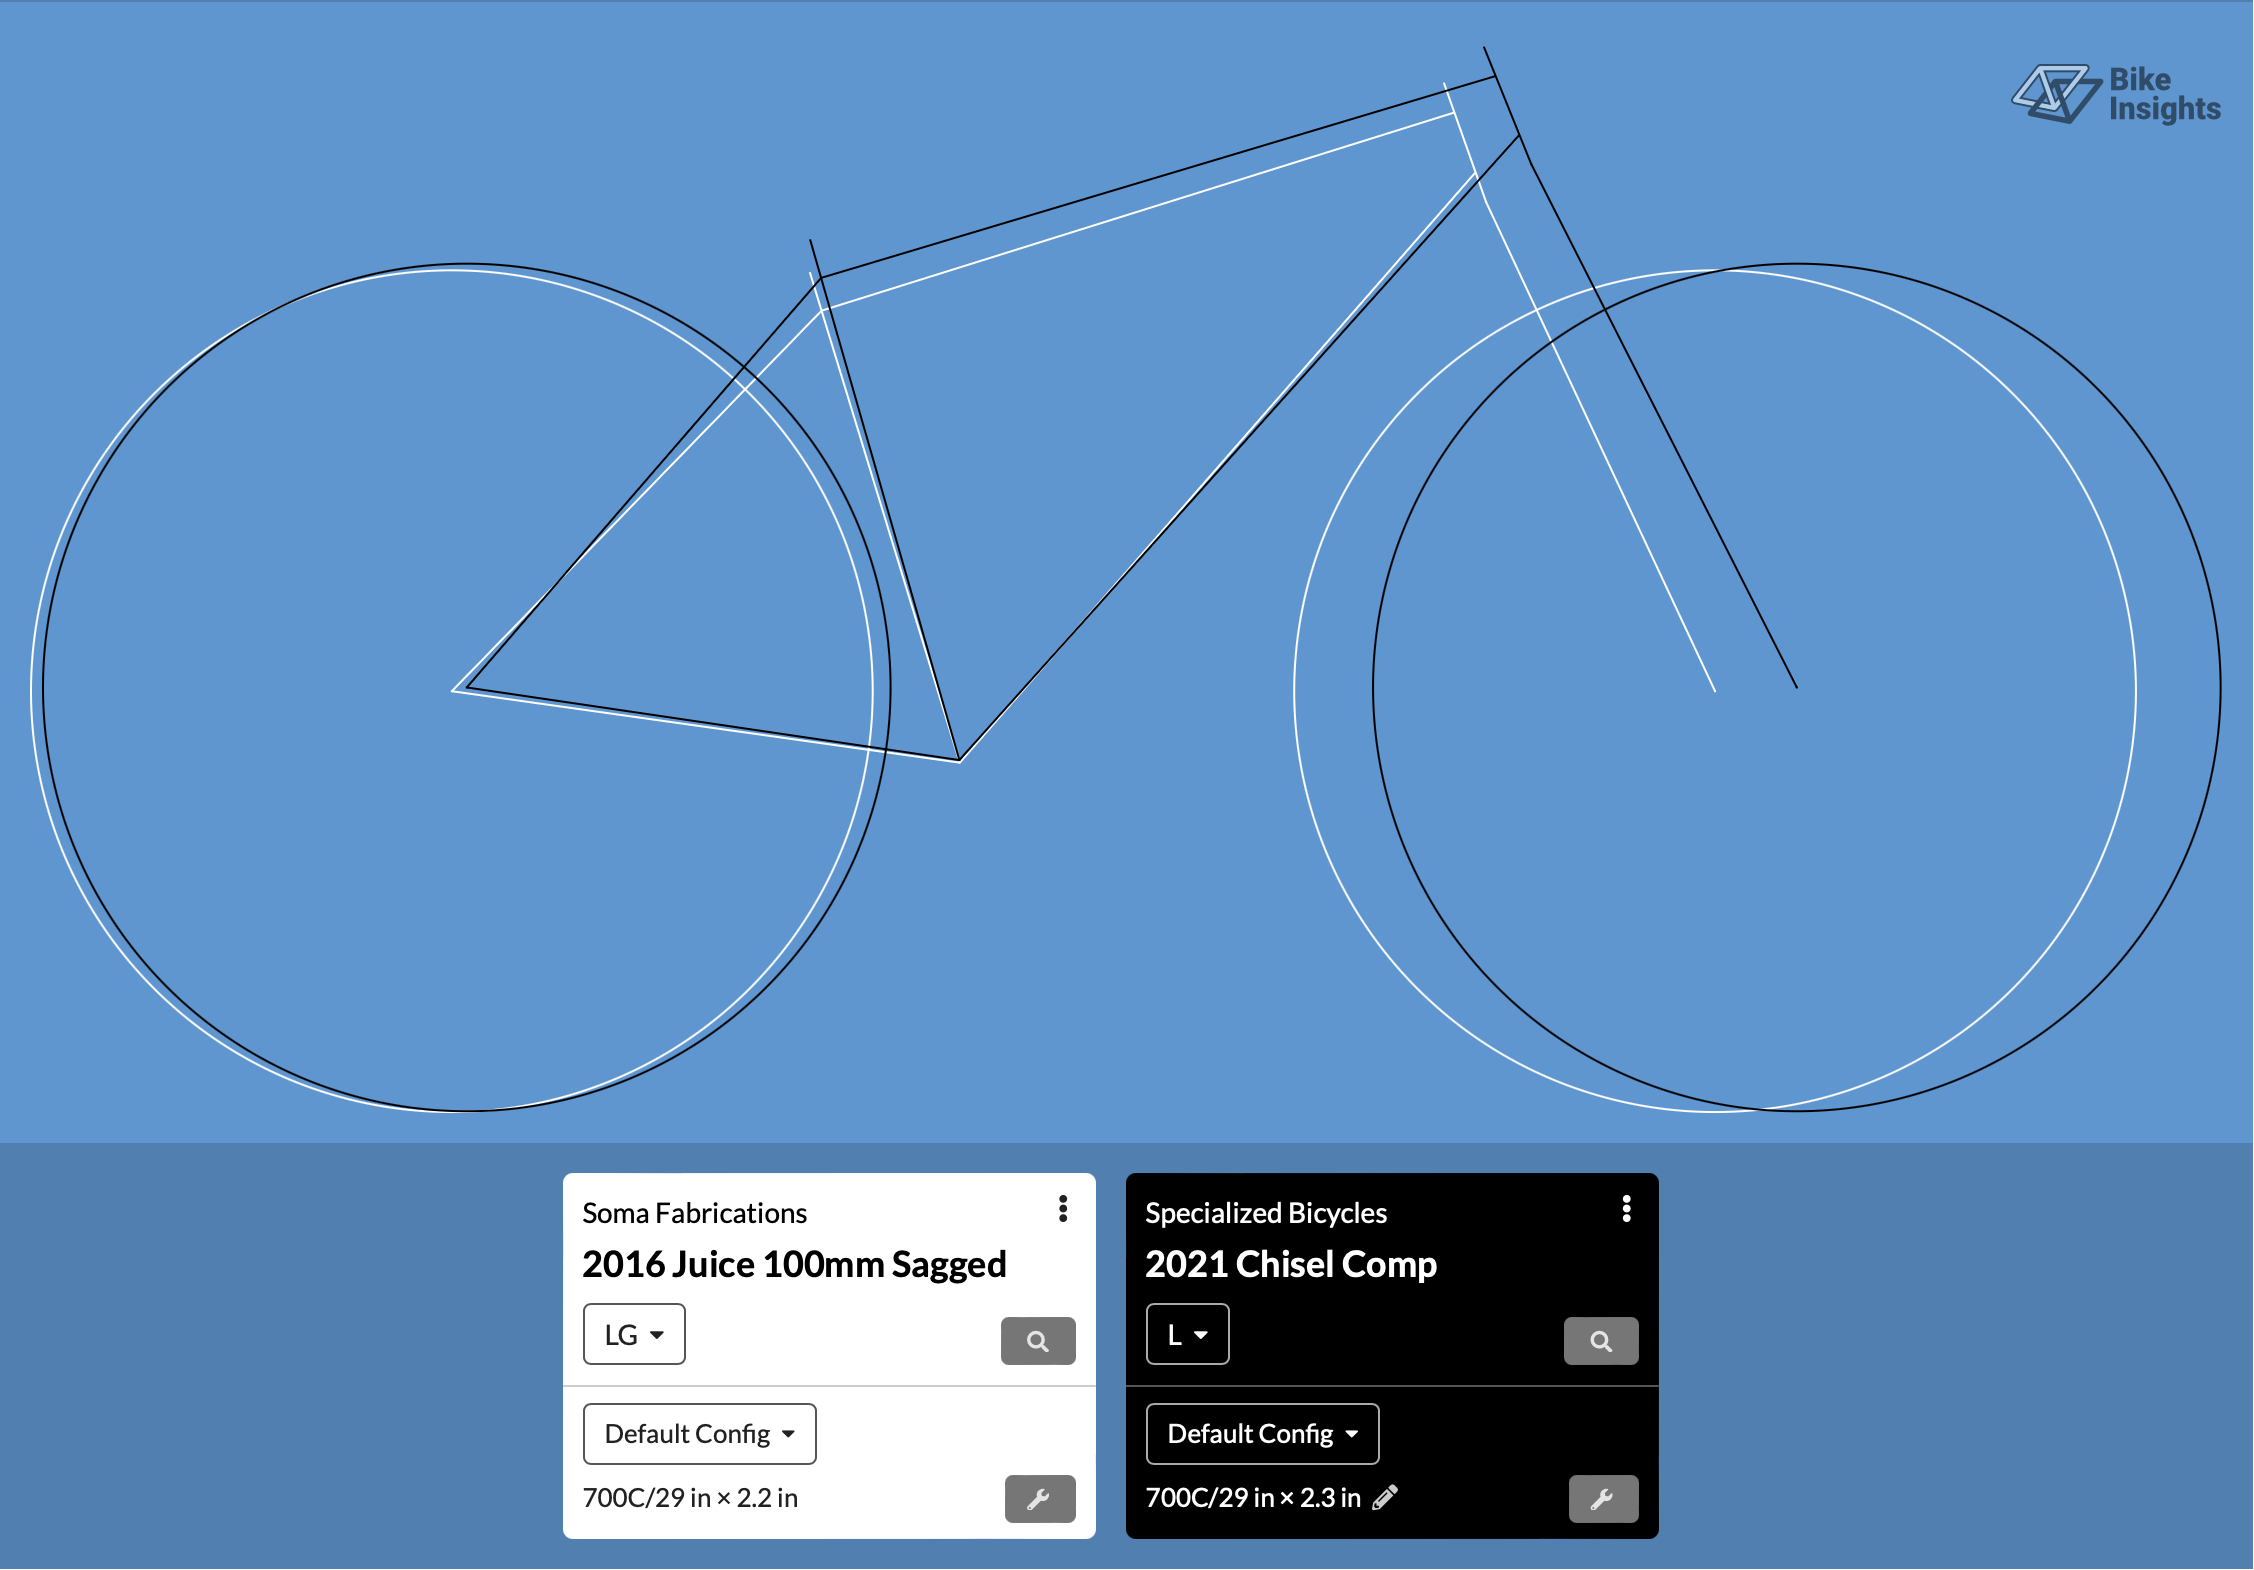 Bike
Insights
Soma Fabrications
2016 Juice 100mm Sagged
LG
Default Config
700C/29 in × 2.2 in
Specialized Bicycles
2021 Chisel Comp
L
Default Config
700C/29 in × 2.3 in